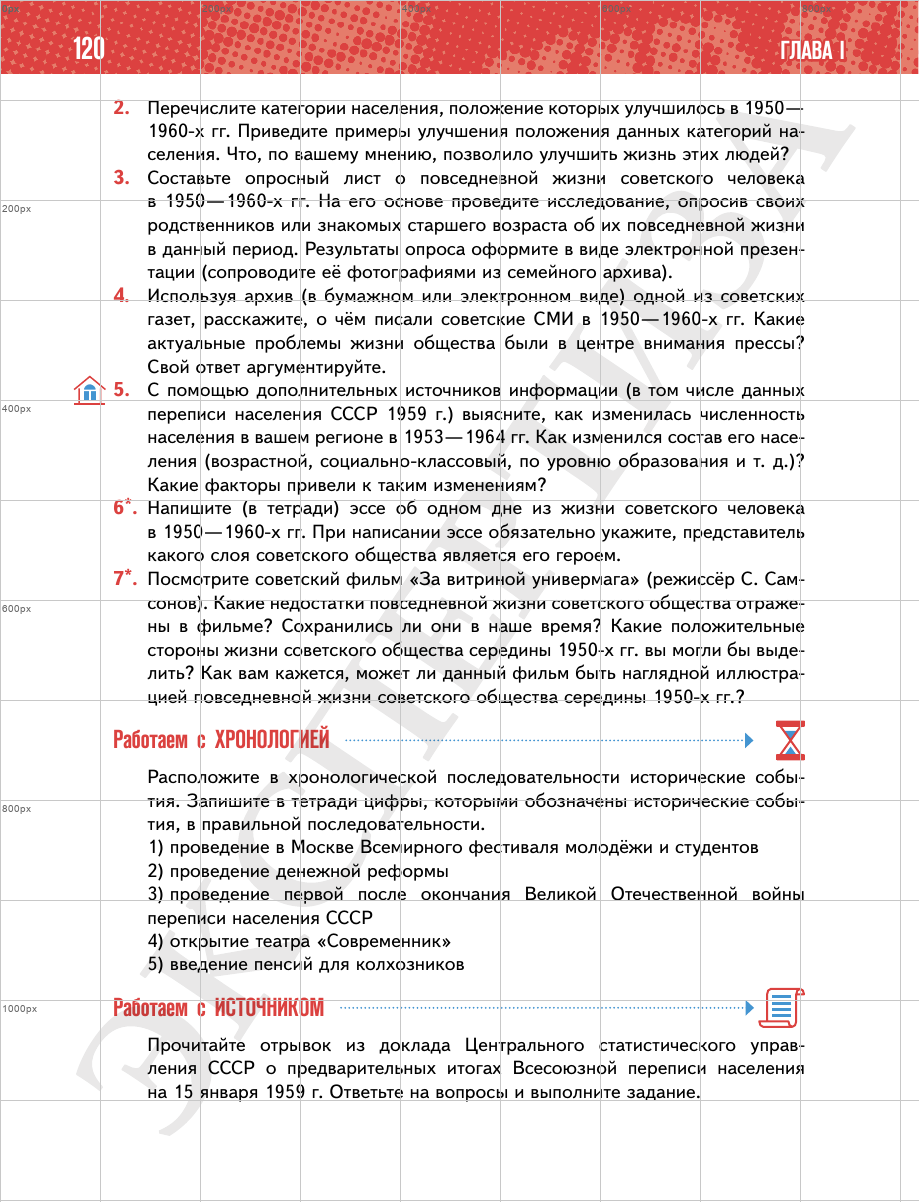 120
ГЛАВА I
2. Перечислите категории населения, положение которых улучшилось в 1950—
1960-х гг. Приведите примеры улучшения положения данных категорий на-
селения. Что, по вашему мнению, позволило улучшить жизнь этих людей?
3. Составьте опросный лист о повседневной жизни советского человека
в 1950—1960-х гг. На его основе проведите исследование, опросив своих
родственников или знакомых старшего возраста об их повседневной жизни
в данный период. Результаты опроса оформите в виде электронной презен-
тации (сопроводите её фотографиями из семейного архива).
4. Используя архив (в бумажном или электронном виде) одной из советских
газет, расскажите, о чём писали советские СМИ в 1950—1960-х гг. Какие
актуальные проблемы жизни общества были в центре внимания прессы?
Свой ответ аргументируйте.
5. С помощью дополнительных источников информации (в том числе данных
переписи населения СССР 1959 г.) выясните, как изменилась численность
населения в вашем регионе в 1953—1964 гг. Как изменился состав его насе-
ления (возрастной, социально-классовый, по уровню образования и т. д.)?
Какие факторы привели к таким изменениям?
6*. Напишите (в тетради) эссе об одном дне из жизни советского человека
в 1950—1960-х гг. При написании эссе обязательно укажите, представитель
какого слоя советского общества является его героем.
7*. Посмотрите советский фильм «За витриной универмага» (режиссёр С. Сам-
сонов). Какие недостатки повседневной жизни советского общества отраже-
ны в фильме? Сохранились ли они в наше время? Какие положительные
стороны жизни советского общества середины 1950-х гг. вы могли бы выде-
лить? Как вам кажется, может ли данный фильм быть наглядной иллюстра-
цией повседневной жизни советского общества середины 1950-х гг.?
Работаем с ХРОНОЛОГИЕЙ
Расположите в хронологической последовательности исторические собы-
тия. Запишите в тетради цифры, которыми обозначены исторические собы-
тия, в правильной последовательности.
1) проведение в Москве Всемирного фестиваля молодёжи и студентов
2) проведение денежной реформы
3) проведение первой после окончания Великой Отечественной войны
переписи населения СССР
4) открытие театра «Современник»
5) введение пенсий для колхозников
Работаем с ИСТОЧНИКОМ
Прочитайте отрывок из доклада Центрального статистического управ-
ления СССР о предварительных итогах Всесоюзной переписи населения
на 15 января 1959 г. Ответьте на вопросы и выполните задание.
ЭКСПЕРТИЗА
200px
400px
600px
800px
1000px